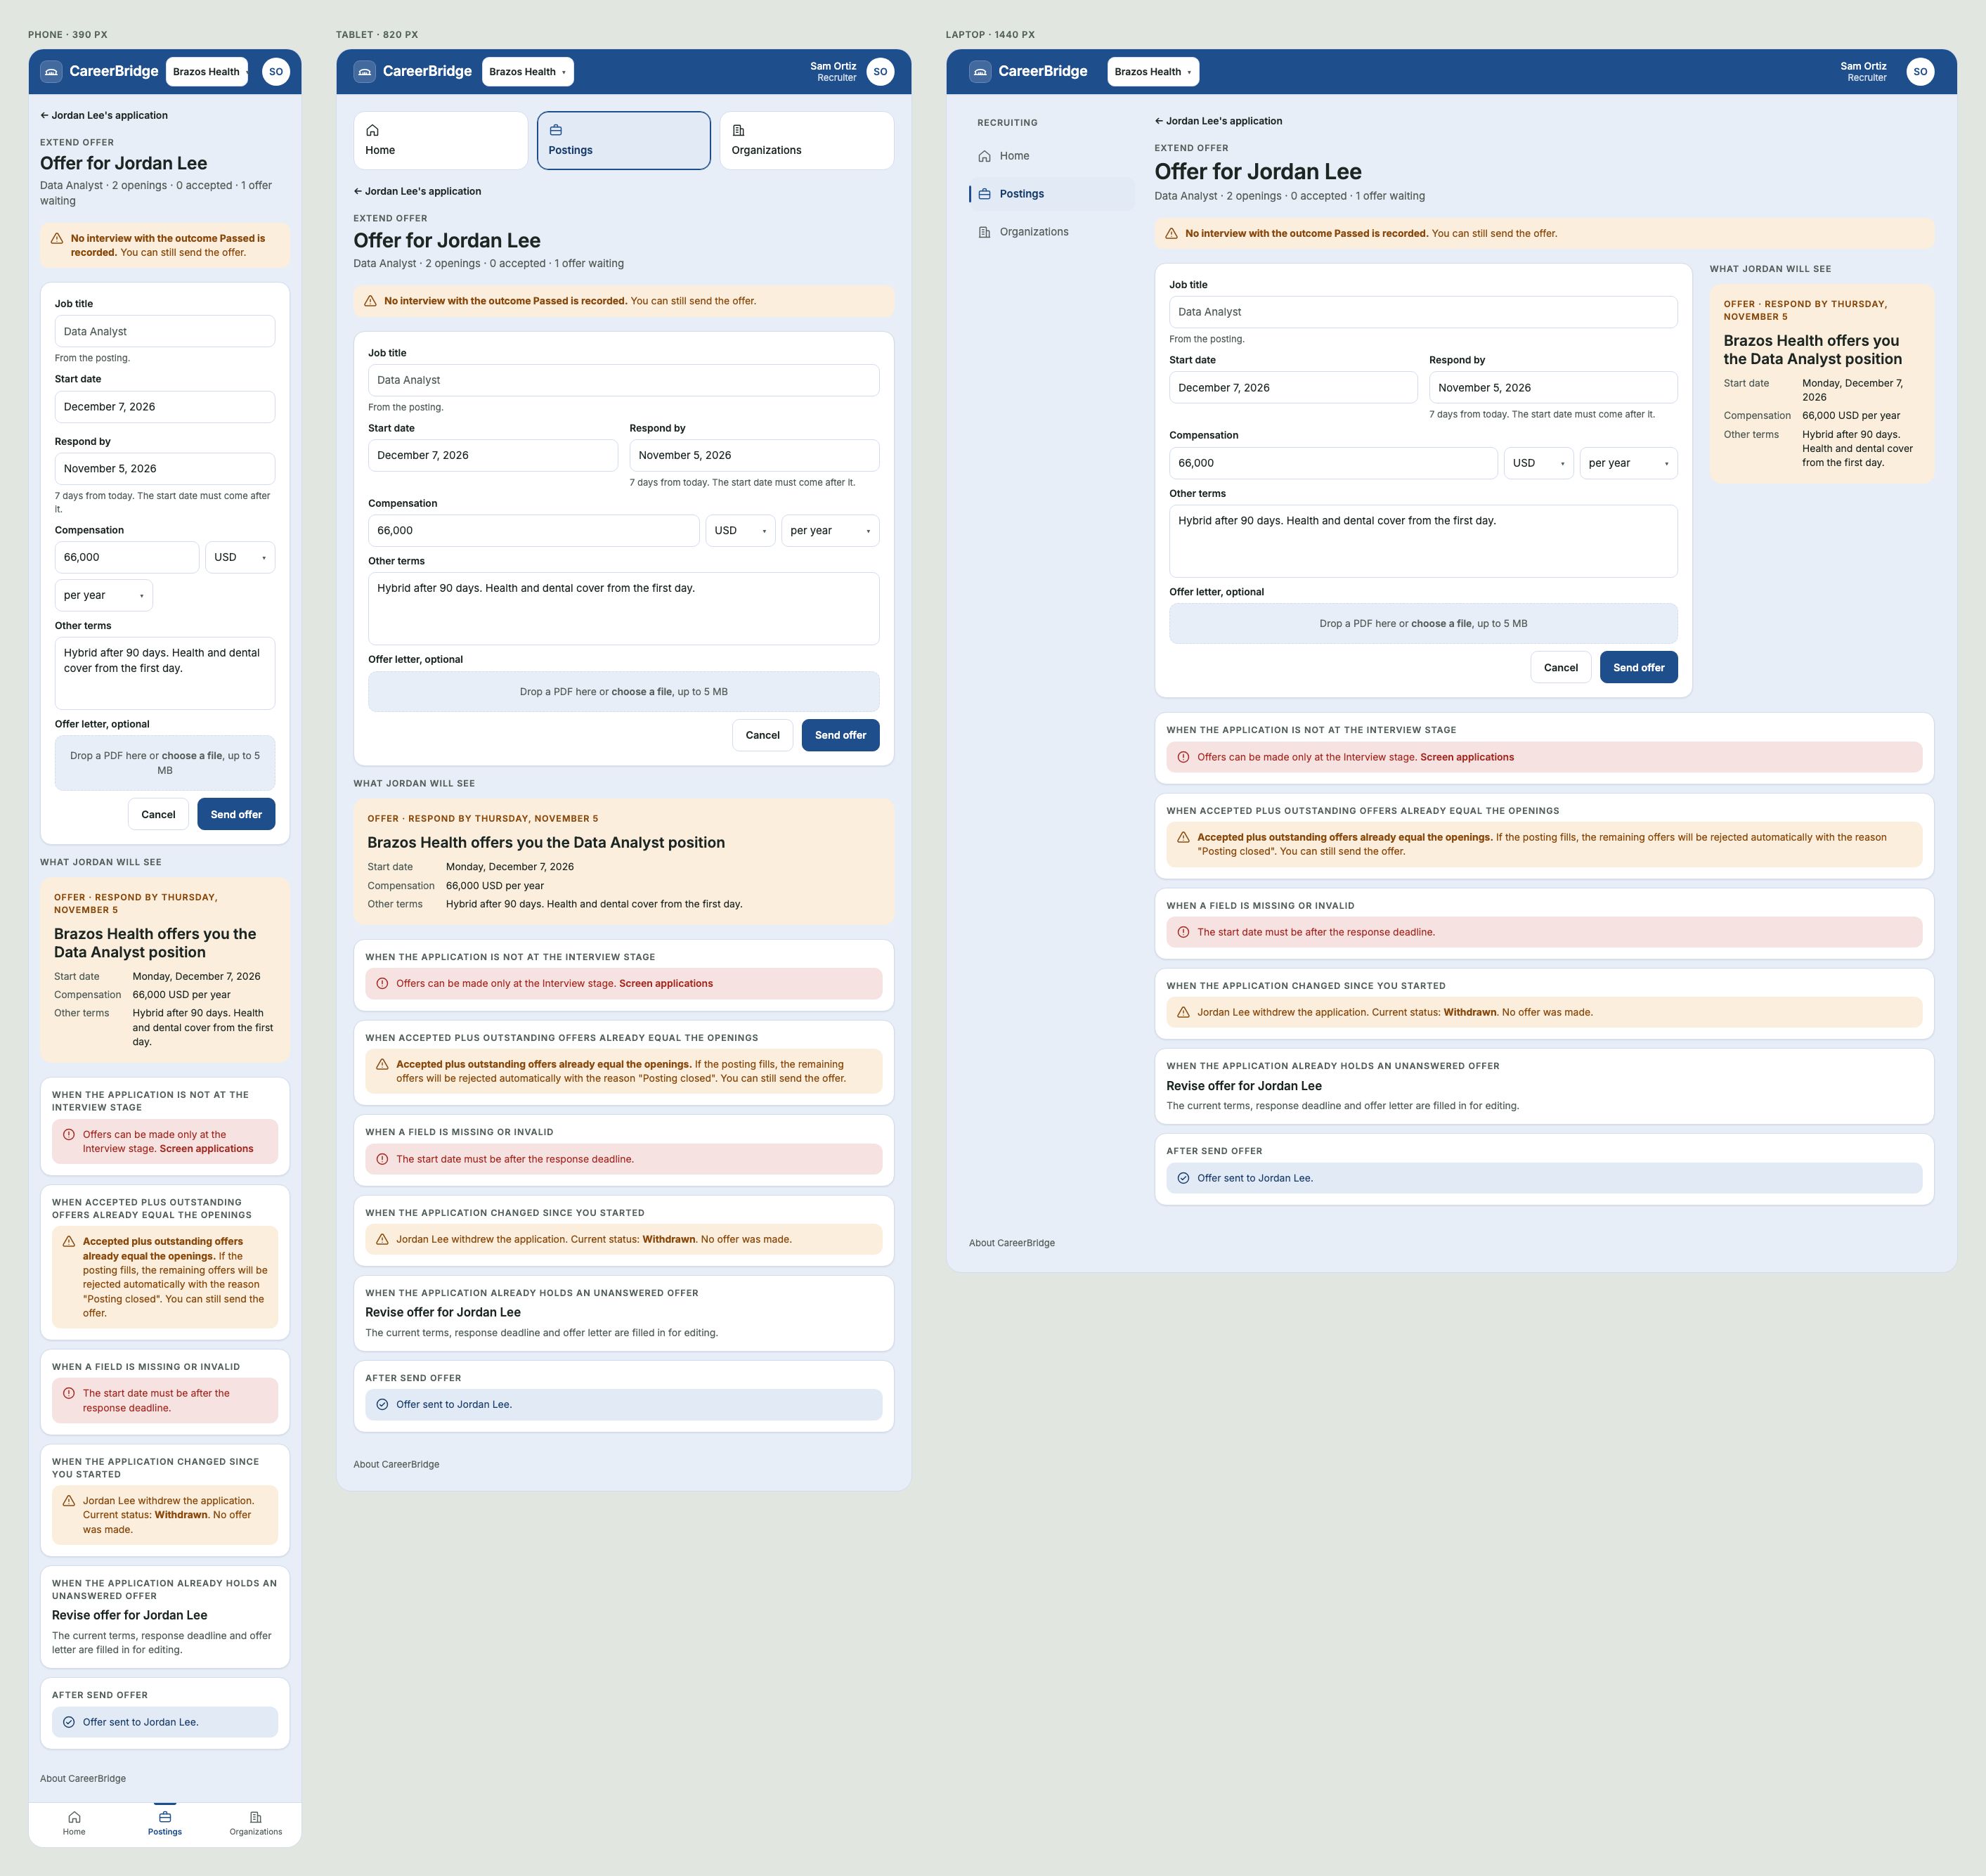 PHONE · 390 PX
CareerBridge
Brazos Health
SO
← Jordan Lee's application
EXTEND OFFER
Offer for Jordan Lee
Data Analyst · 2 openings · 0 accepted · 1 offer
waiting
No interview with the outcome Passed is
recorded. You can still send the offer.
Job title
Data Analyst
From the posting.
Start date
December 7, 2026
Respond by
November 5, 2026
7 days from today. The start date must come after
it.
Compensation
66,000
USD
per year
Other terms
Hybrid after 90 days. Health and dental
cover from the first day.
Offer letter, optional
Drop a PDF here or choose a file, up to 5
MB
Cancel
Send offer
WHAT JORDAN WILL SEE
OFFER · RESPOND BY THURSDAY,
NOVEMBER 5
Brazos Health offers you the
Data Analyst position
Start date Monday, December 7, 2026
Compensation 66,000 USD per year
Other terms Hybrid after 90 days. Health
and dental cover from the first
day.
WHEN THE APPLICATION IS NOT AT THE
INTERVIEW STAGE
Offers can be made only at the
Interview stage. Screen applications
WHEN ACCEPTED PLUS OUTSTANDING
OFFERS ALREADY EQUAL THE OPENINGS
Accepted plus outstanding offers
already equal the openings. If the
posting fills, the remaining offers will be
rejected automatically with the reason
"Posting closed". You can still send the
offer.
WHEN A FIELD IS MISSING OR INVALID
The start date must be after the
response deadline.
WHEN THE APPLICATION CHANGED SINCE
YOU STARTED
Jordan Lee withdrew the application.
Current status: Withdrawn. No offer
was made.
WHEN THE APPLICATION ALREADY HOLDS AN
UNANSWERED OFFER
Revise offer for Jordan Lee
The current terms, response deadline and offer
letter are filled in for editing.
AFTER SEND OFFER
Offer sent to Jordan Lee.
About CareerBridge
Home
Postings
Organizations
TABLET · 820 PX
CareerBridge
Brazos Health
Sam Ortiz
Recruiter
SO
Home
Postings
Organizations
← Jordan Lee's application
EXTEND OFFER
Offer for Jordan Lee
Data Analyst · 2 openings · 0 accepted · 1 offer waiting
No interview with the outcome Passed is recorded. You can still send the offer.
Job title
Data Analyst
From the posting.
Start date
December 7, 2026
Respond by
November 5, 2026
7 days from today. The start date must come after it.
Compensation
66,000
USD
per year
Other terms
Hybrid after 90 days. Health and dental cover from the first day.
Offer letter, optional
Drop a PDF here or choose a file, up to 5 MB
Cancel
Send offer
WHAT JORDAN WILL SEE
OFFER · RESPOND BY THURSDAY, NOVEMBER 5
Brazos Health offers you the Data Analyst position
Start date Monday, December 7, 2026
Compensation 66,000 USD per year
Other terms Hybrid after 90 days. Health and dental cover from the first day.
WHEN THE APPLICATION IS NOT AT THE INTERVIEW STAGE
Offers can be made only at the Interview stage. Screen applications
WHEN ACCEPTED PLUS OUTSTANDING OFFERS ALREADY EQUAL THE OPENINGS
Accepted plus outstanding offers already equal the openings. If the posting fills, the remaining
offers will be rejected automatically with the reason "Posting closed". You can still send the offer.
WHEN A FIELD IS MISSING OR INVALID
The start date must be after the response deadline.
WHEN THE APPLICATION CHANGED SINCE YOU STARTED
Jordan Lee withdrew the application. Current status: Withdrawn. No offer was made.
WHEN THE APPLICATION ALREADY HOLDS AN UNANSWERED OFFER
Revise offer for Jordan Lee
The current terms, response deadline and offer letter are filled in for editing.
AFTER SEND OFFER
Offer sent to Jordan Lee.
About CareerBridge
LAPTOP · 1440 PX
CareerBridge
Brazos Health
Sam Ortiz
Recruiter
SO
RECRUITING
Home
Postings
Organizations
← Jordan Lee's application
EXTEND OFFER
Offer for Jordan Lee
Data Analyst · 2 openings · 0 accepted · 1 offer waiting
No interview with the outcome Passed is recorded. You can still send the offer.
Job title
Data Analyst
From the posting.
Start date
December 7, 2026
Respond by
November 5, 2026
7 days from today. The start date must come after it.
Compensation
66,000
USD
per year
Other terms
Hybrid after 90 days. Health and dental cover from the first day.
Offer letter, optional
Drop a PDF here or choose a file, up to 5 MB
Cancel
Send offer
WHAT JORDAN WILL SEE
OFFER · RESPOND BY THURSDAY,
NOVEMBER 5
Brazos Health offers you
the Data Analyst position
Start date Monday, December 7,
2026
Compensation 66,000 USD per year
Other terms Hybrid after 90 days.
Health and dental cover
from the first day.
WHEN THE APPLICATION IS NOT AT THE INTERVIEW STAGE
Offers can be made only at the Interview stage. Screen applications
WHEN ACCEPTED PLUS OUTSTANDING OFFERS ALREADY EQUAL THE OPENINGS
Accepted plus outstanding offers already equal the openings. If the posting fills, the remaining offers will be rejected automatically with the reason
"Posting closed". You can still send the offer.
WHEN A FIELD IS MISSING OR INVALID
The start date must be after the response deadline.
WHEN THE APPLICATION CHANGED SINCE YOU STARTED
Jordan Lee withdrew the application. Current status: Withdrawn. No offer was made.
WHEN THE APPLICATION ALREADY HOLDS AN UNANSWERED OFFER
Revise offer for Jordan Lee
The current terms, response deadline and offer letter are filled in for editing.
AFTER SEND OFFER
Offer sent to Jordan Lee.
About CareerBridge